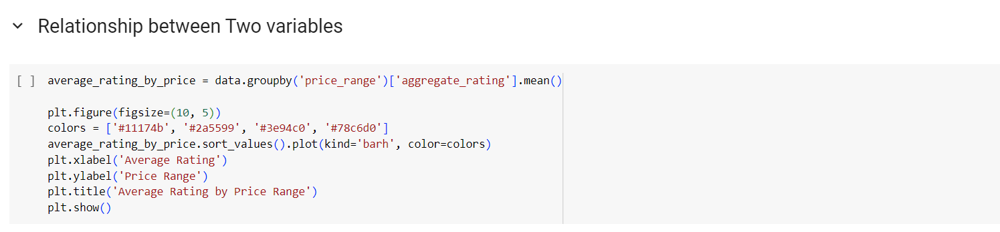 Relationship between Two variables
[ ] average_rating_by_price = data.groupby('price_range')['aggregate_rating'].mean()
plt.figure(figsize=(10, 5))
colors = ['#11174b', '#2a5599', '#3e94c0', '#78c6d0']
average_rating_by_price.sort_values().plot(kind='barh', color=colors)
plt.xlabel('Average Rating')
plt.ylabel('Price Range')
plt.title('Average Rating by Price Range')
plt.show()